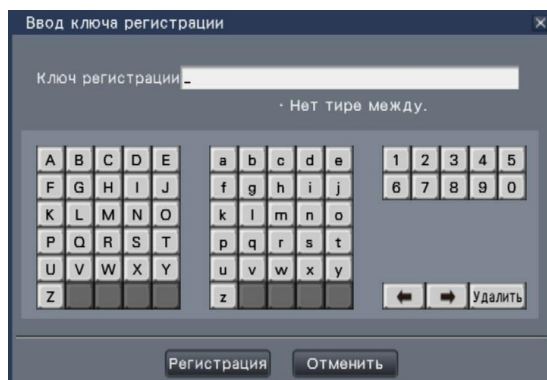 Ввод ключа регистрации
Ключ регистрации
· Нет тире между.
A B C D E a b c d e 1 2 3 4 5
F G H I J f g h i j 6 7 8 9 0
K L M N O k l m n o
P Q R S T p q r s t
U V W X Y u v w x y
Z z Удалить
Регистрация Отменить